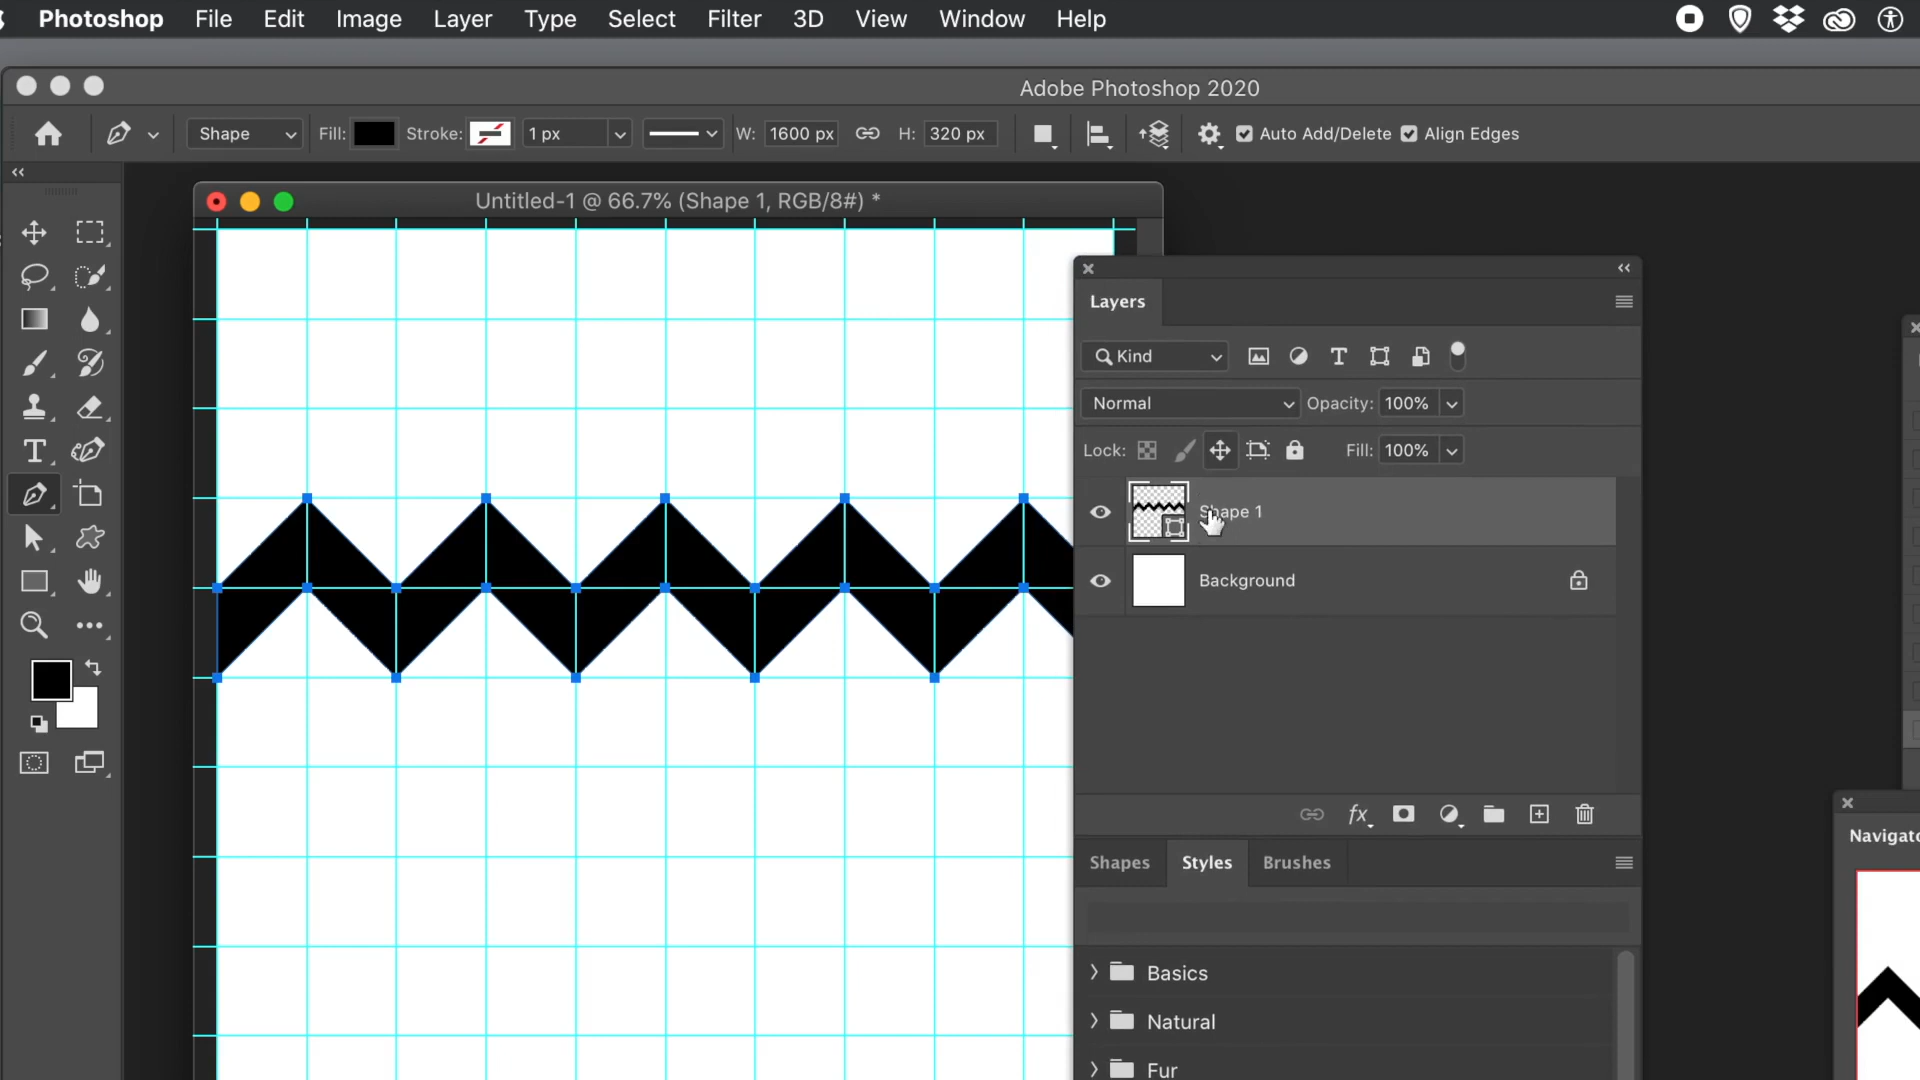 Photoshop File Edit Image Layer Type Select Filter 3D View Window Help
Adobe Photoshop 2020
Shape Fill: Stroke: 1 px W: 1600 px H: 320 px Auto Add/Delete Align Edges
Untitled-1 @ 66.7% (Shape 1, RGB/8#) *
Layers
Kind
Normal Opacity: 100%
Lock: Fill: 100%
Shape 1
Background
Shapes Styles Brushes
Navigato
Basics
Natural
Fur